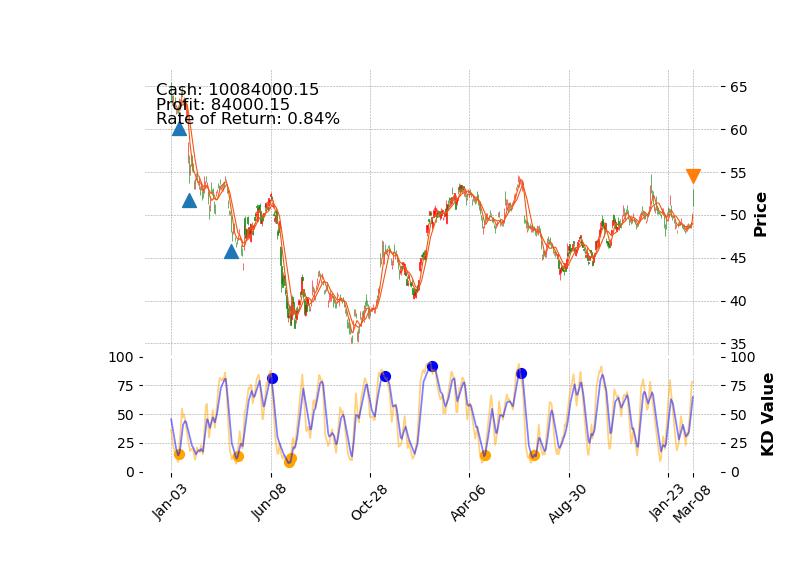 Cash: 10084000.15
Profit: 84000.15
Rate of Return: 0.84%
65
60
55
50
45
40
35
Price
100
75
50
25
0
100
75
50
25
0
KD Value
Jan-03
Jun-08
Oct-28
Apr-06
Aug-30
Jan-23
Mar-08